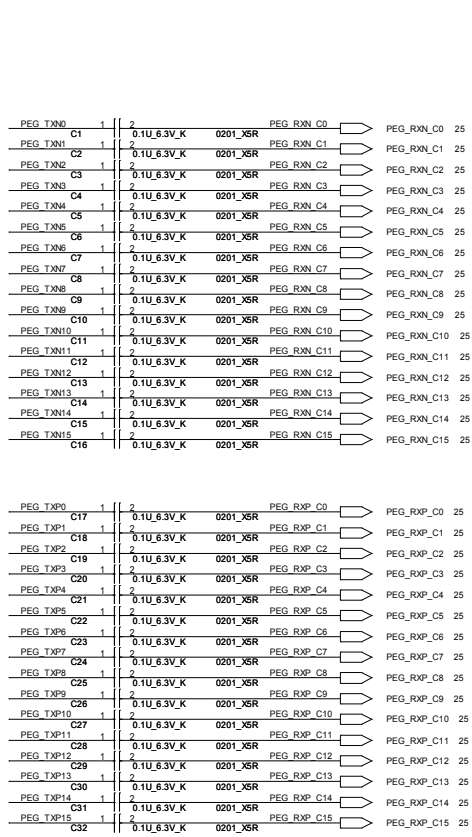 PEG_TXN0 1 2 PEG_RXN_C0 PEG_RXN_C0 25
C1 0.1U_6.3V_K 0201_X5R
PEG_TXN1 1 2 PEG_RXN_C1 PEG_RXN_C1 25
C2 0.1U_6.3V_K 0201_X5R
PEG_TXN2 1 2 PEG_RXN_C2 PEG_RXN_C2 25
C3 0.1U_6.3V_K 0201_X5R
PEG_TXN3 1 2 PEG_RXN_C3 PEG_RXN_C3 25
C4 0.1U_6.3V_K 0201_X5R
PEG_TXN4 1 2 PEG_RXN_C4 PEG_RXN_C4 25
C5 0.1U_6.3V_K 0201_X5R
PEG_TXN5 1 2 PEG_RXN_C5 PEG_RXN_C5 25
C6 0.1U_6.3V_K 0201_X5R
PEG_TXN6 1 2 PEG_RXN_C6 PEG_RXN_C6 25
C7 0.1U_6.3V_K 0201_X5R
PEG_TXN7 1 2 PEG_RXN_C7 PEG_RXN_C7 25
C8 0.1U_6.3V_K 0201_X5R
PEG_TXN8 1 2 PEG_RXN_C8 PEG_RXN_C8 25
C9 0.1U_6.3V_K 0201_X5R
PEG_TXN9 1 2 PEG_RXN_C9 PEG_RXN_C9 25
C10 0.1U_6.3V_K 0201_X5R
PEG_TXN10 1 2 PEG_RXN_C10 PEG_RXN_C10 25
C11 0.1U_6.3V_K 0201_X5R
PEG_TXN11 1 2 PEG_RXN_C11 PEG_RXN_C11 25
C12 0.1U_6.3V_K 0201_X5R
PEG_TXN12 1 2 PEG_RXN_C12 PEG_RXN_C12 25
C13 0.1U_6.3V_K 0201_X5R
PEG_TXN13 1 2 PEG_RXN_C13 PEG_RXN_C13 25
C14 0.1U_6.3V_K 0201_X5R
PEG_TXN14 1 2 PEG_RXN_C14 PEG_RXN_C14 25
C15 0.1U_6.3V_K 0201_X5R
PEG_TXN15 1 2 PEG_RXN_C15 PEG_RXN_C15 25
C16 0.1U_6.3V_K 0201_X5R
PEG_TXP0 1 2 PEG_RXP_C0 PEG_RXP_C0 25
C17 0.1U_6.3V_K 0201_X5R
PEG_TXP1 1 2 PEG_RXP_C1 PEG_RXP_C1 25
C18 0.1U_6.3V_K 0201_X5R
PEG_TXP2 1 2 PEG_RXP_C2 PEG_RXP_C2 25
C19 0.1U_6.3V_K 0201_X5R
PEG_TXP3 1 2 PEG_RXP_C3 PEG_RXP_C3 25
C20 0.1U_6.3V_K 0201_X5R
PEG_TXP4 1 2 PEG_RXP_C4 PEG_RXP_C4 25
C21 0.1U_6.3V_K 0201_X5R
PEG_TXP5 1 2 PEG_RXP_C5 PEG_RXP_C5 25
C22 0.1U_6.3V_K 0201_X5R
PEG_TXP6 1 2 PEG_RXP_C6 PEG_RXP_C6 25
C23 0.1U_6.3V_K 0201_X5R
PEG_TXP7 1 2 PEG_RXP_C7 PEG_RXP_C7 25
C24 0.1U_6.3V_K 0201_X5R
PEG_TXP8 1 2 PEG_RXP_C8 PEG_RXP_C8 25
C25 0.1U_6.3V_K 0201_X5R
PEG_TXP9 1 2 PEG_RXP_C9 PEG_RXP_C9 25
C26 0.1U_6.3V_K 0201_X5R
PEG_TXP10 1 2 PEG_RXP_C10 PEG_RXP_C10 25
C27 0.1U_6.3V_K 0201_X5R
PEG_TXP11 1 2 PEG_RXP_C11 PEG_RXP_C11 25
C28 0.1U_6.3V_K 0201_X5R
PEG_TXP12 1 2 PEG_RXP_C12 PEG_RXP_C12 25
C29 0.1U_6.3V_K 0201_X5R
PEG_TXP13 1 2 PEG_RXP_C13 PEG_RXP_C13 25
C30 0.1U_6.3V_K 0201_X5R
PEG_TXP14 1 2 PEG_RXP_C14 PEG_RXP_C14 25
C31 0.1U_6.3V_K 0201_X5R
PEG_TXP15 1 2 PEG_RXP_C15 PEG_RXP_C15 25
C32 0.1U_6.3V_K 0201_X5R